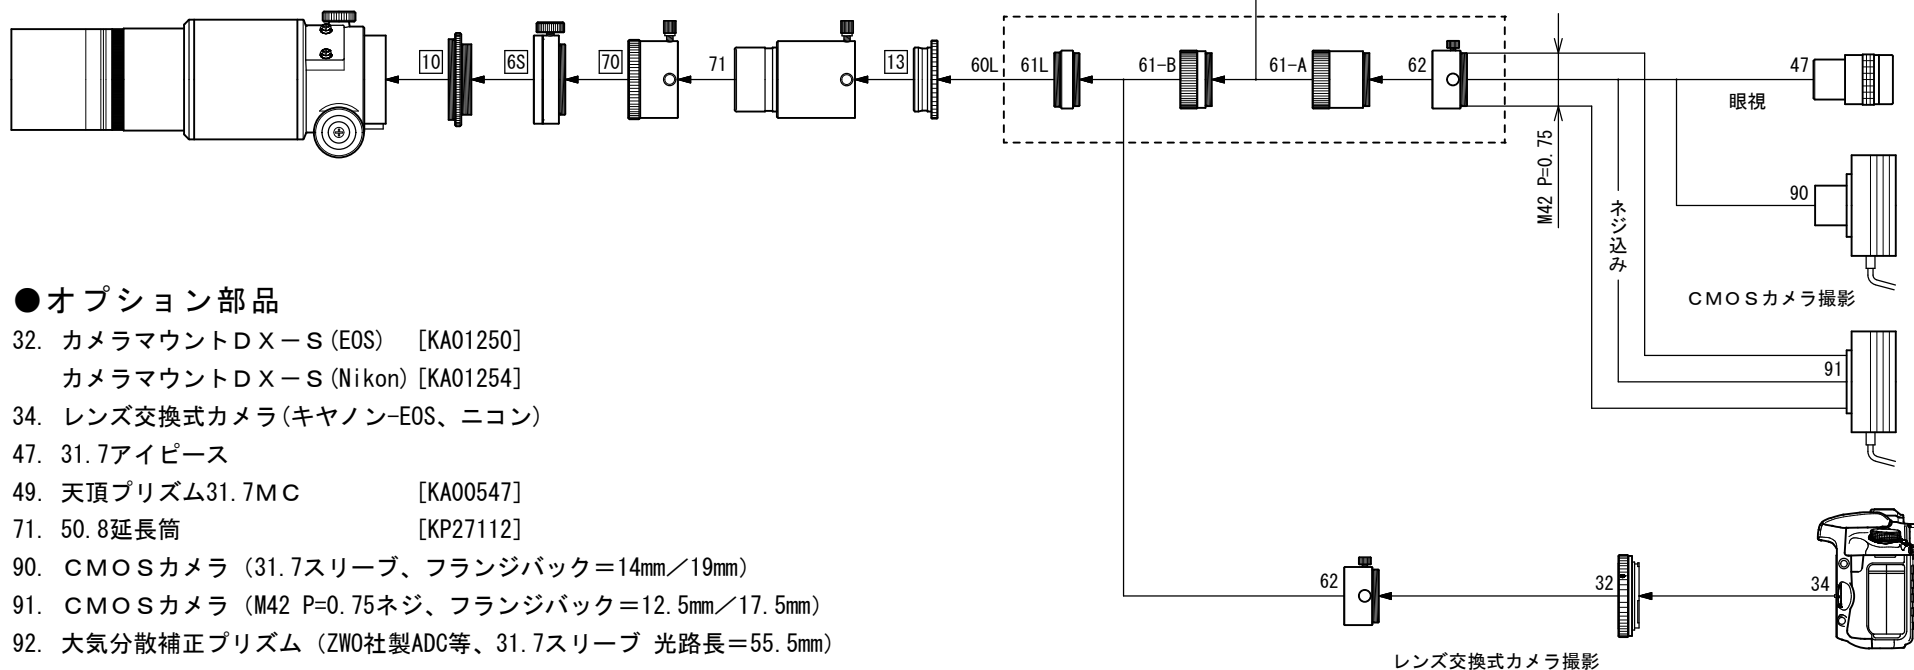 10
6S
70
71
13
60L
61L
61-B
61-A
62
47
眼視
M42 P=0.75
90
ネジ込み
CMOSカメラ撮影
91
●オプション部品
32. カメラマウントDX－S(EOS) [KA01250]
カメラマウントDX－S(Nikon) [KA01254]
34. レンズ交換式カメラ(キヤノン-EOS、ニコン)
47. 31.7アイピース
49. 天頂プリズム31.7MC [KA00547]
71. 50.8延長筒 [KP27112]
90. CMOSカメラ (31.7スリーブ、フランジバック＝14mm／19mm)
91. CMOSカメラ (M42 P=0.75ネジ、フランジバック＝12.5mm／17.5mm)
92. 大気分散補正プリズム (ZWO社製ADC等、31.7スリーブ 光路長＝55.5mm)
62
32
34
レンズ交換式カメラ撮影